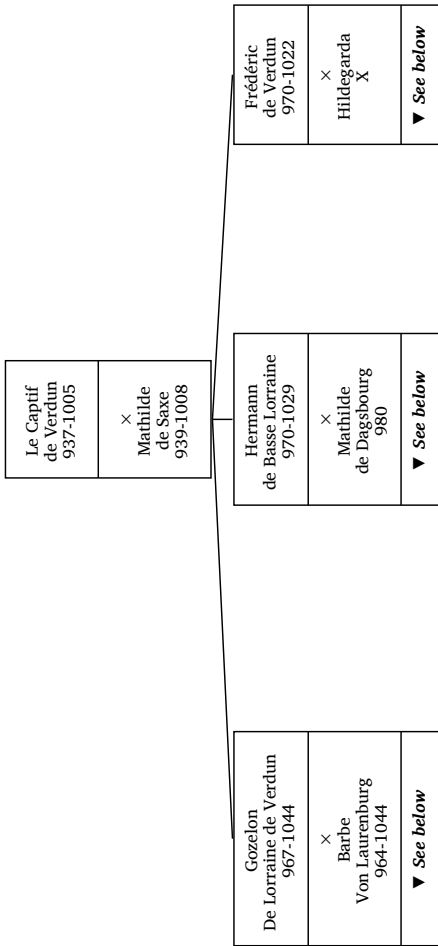 Le Captif
de Verdun
937-1005
×
Mathilde
de Saxe
939-1008
Gozelon
De Lorraine de Verdun
967-1044
×
Barbe
Von Laurenburg
964-1044
▼ See below
Hermann
de Basse Lorraine
970-1029
×
Mathilde
de Dagsbourg
980
▼ See below
Frédéric
de Verdun
970-1022
×
Hildegarda
X
▼ See below